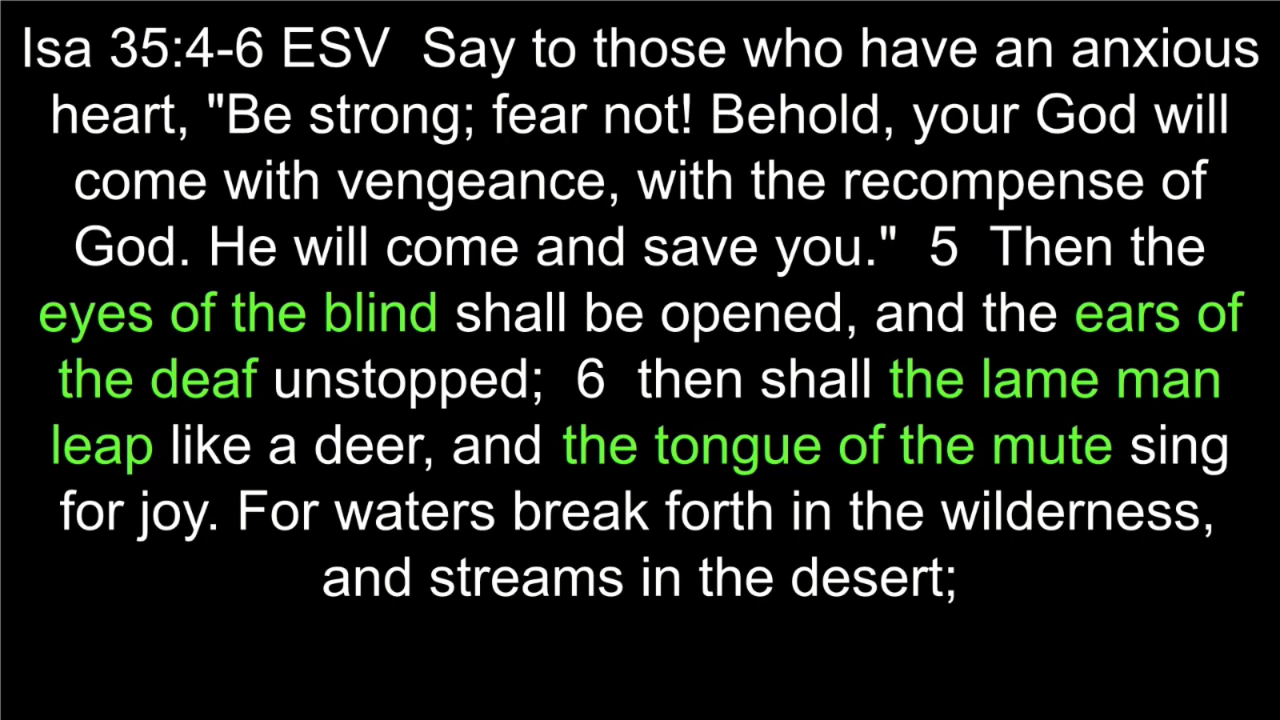 Isa 35:4-6 ESV  Say to those who have an anxious
heart, "Be strong; fear not! Behold, your God will
come with vengeance, with the recompense of
God. He will come and save you."  5  Then the
eyes of the blind shall be opened, and the ears of
the deaf unstopped;  6  then shall the lame man
leap like a deer, and the tongue of the mute sing
for joy. For waters break forth in the wilderness,
and streams in the desert;